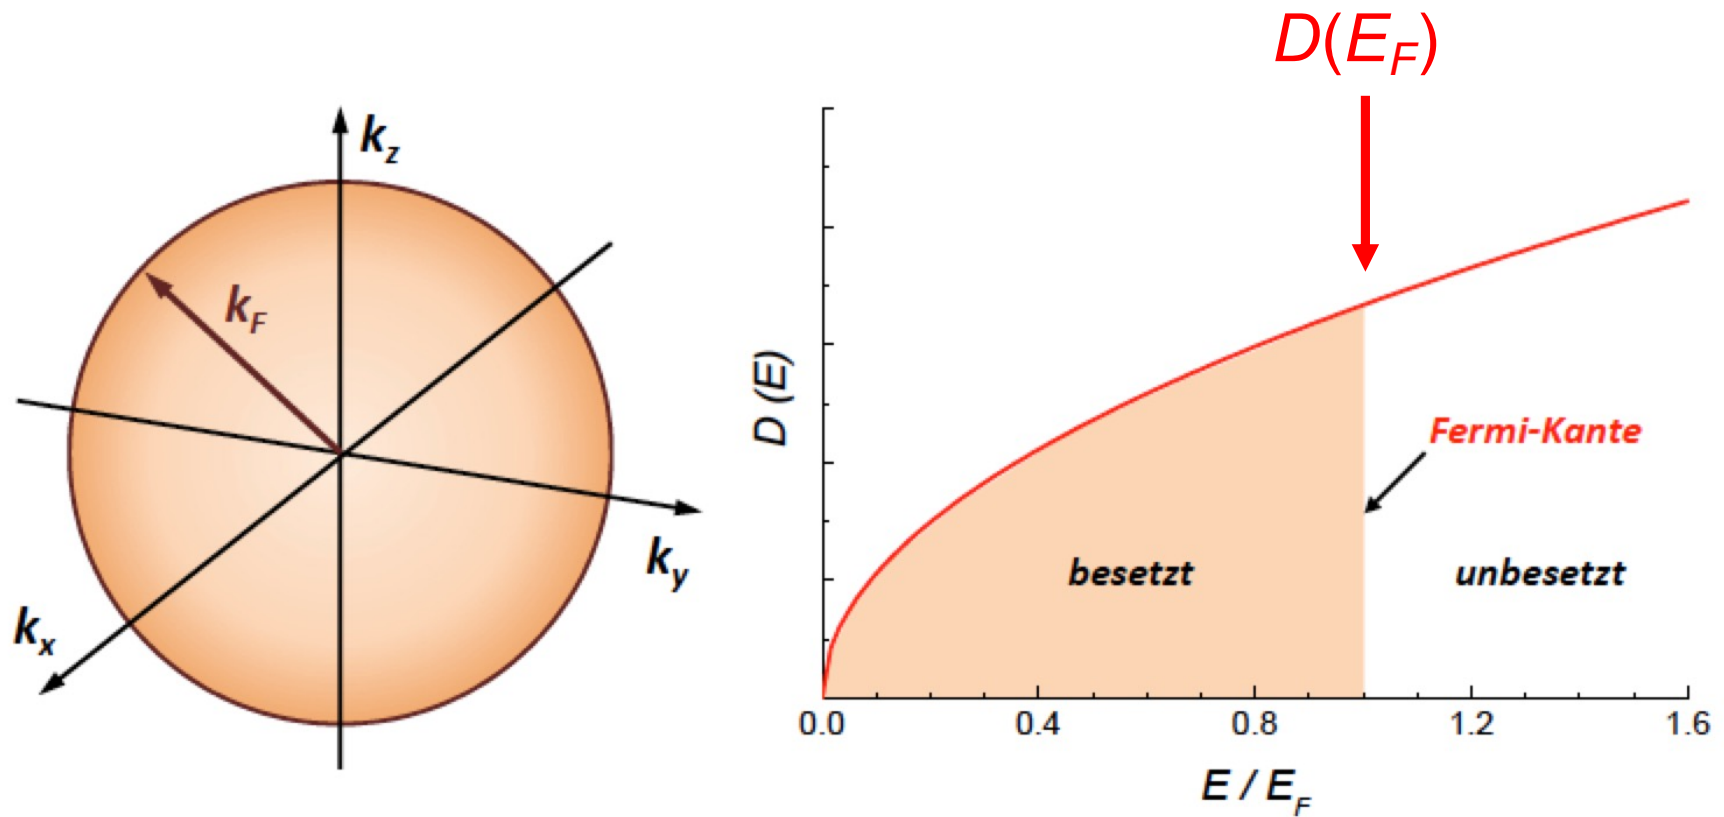 k_z
k_F
k_y
k_x
D(E_F)
D (E)
Fermi-Kante
besetzt
unbesetzt
0.0 0.4 0.8 1.2 1.6
E / E_F